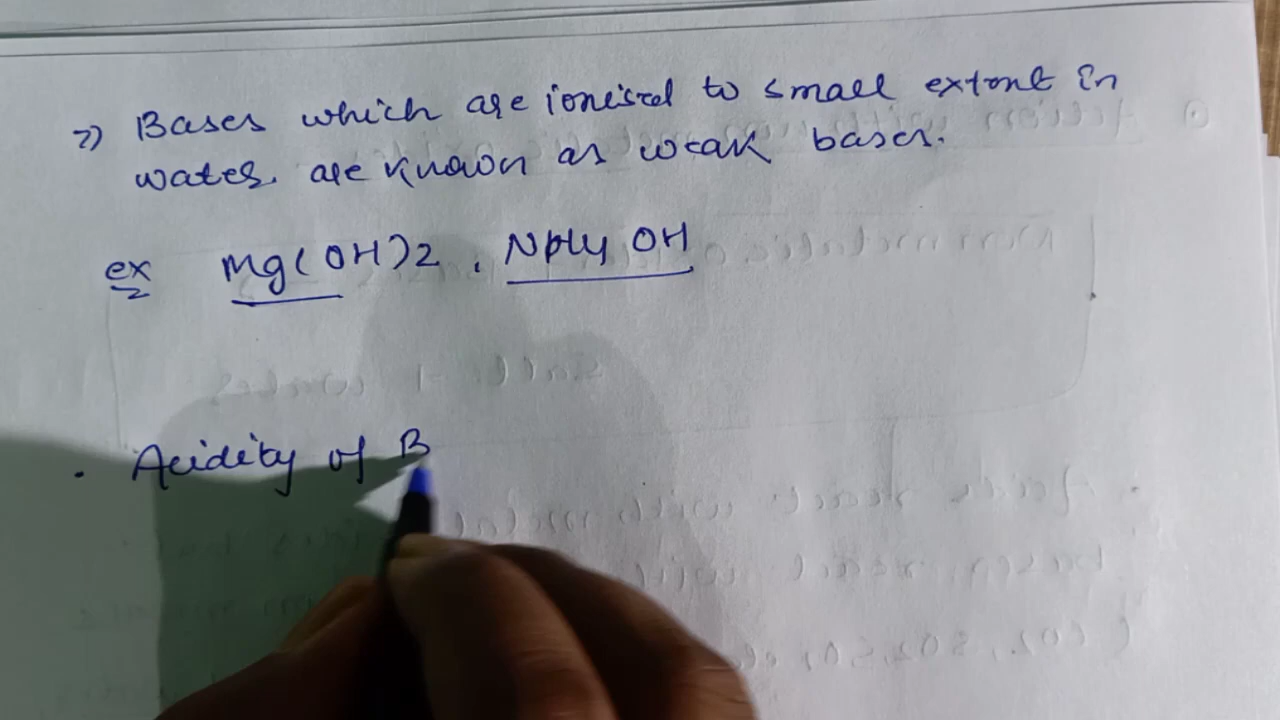 7) Bases which are ionised to small extent in
water. are known as weak bases.
ex Mg(OH)2 , NH4 OH
. Acidity of B